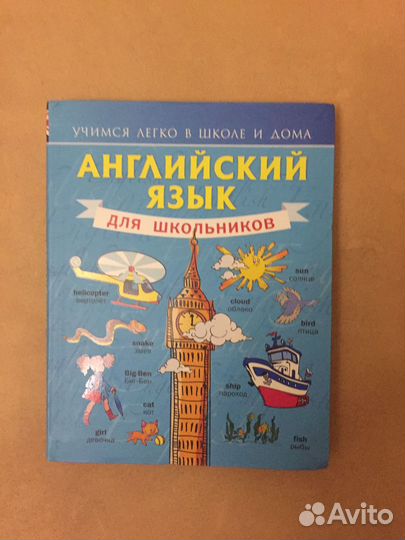 УЧИМСЯ ЛЕГКО В ШКОЛЕ И ДОМА
АНГЛИЙСКИЙ
ЯЗЫК
ДЛЯ ШКОЛЬНИКОВ
helicopter
вертолёт
sun
солнце
cloud
облако
bird
птица
snake
змея
Big-Ben
Биг-Бен
ship
пароход
cat
кот
girl
девочка
fish
рыбы
Avito